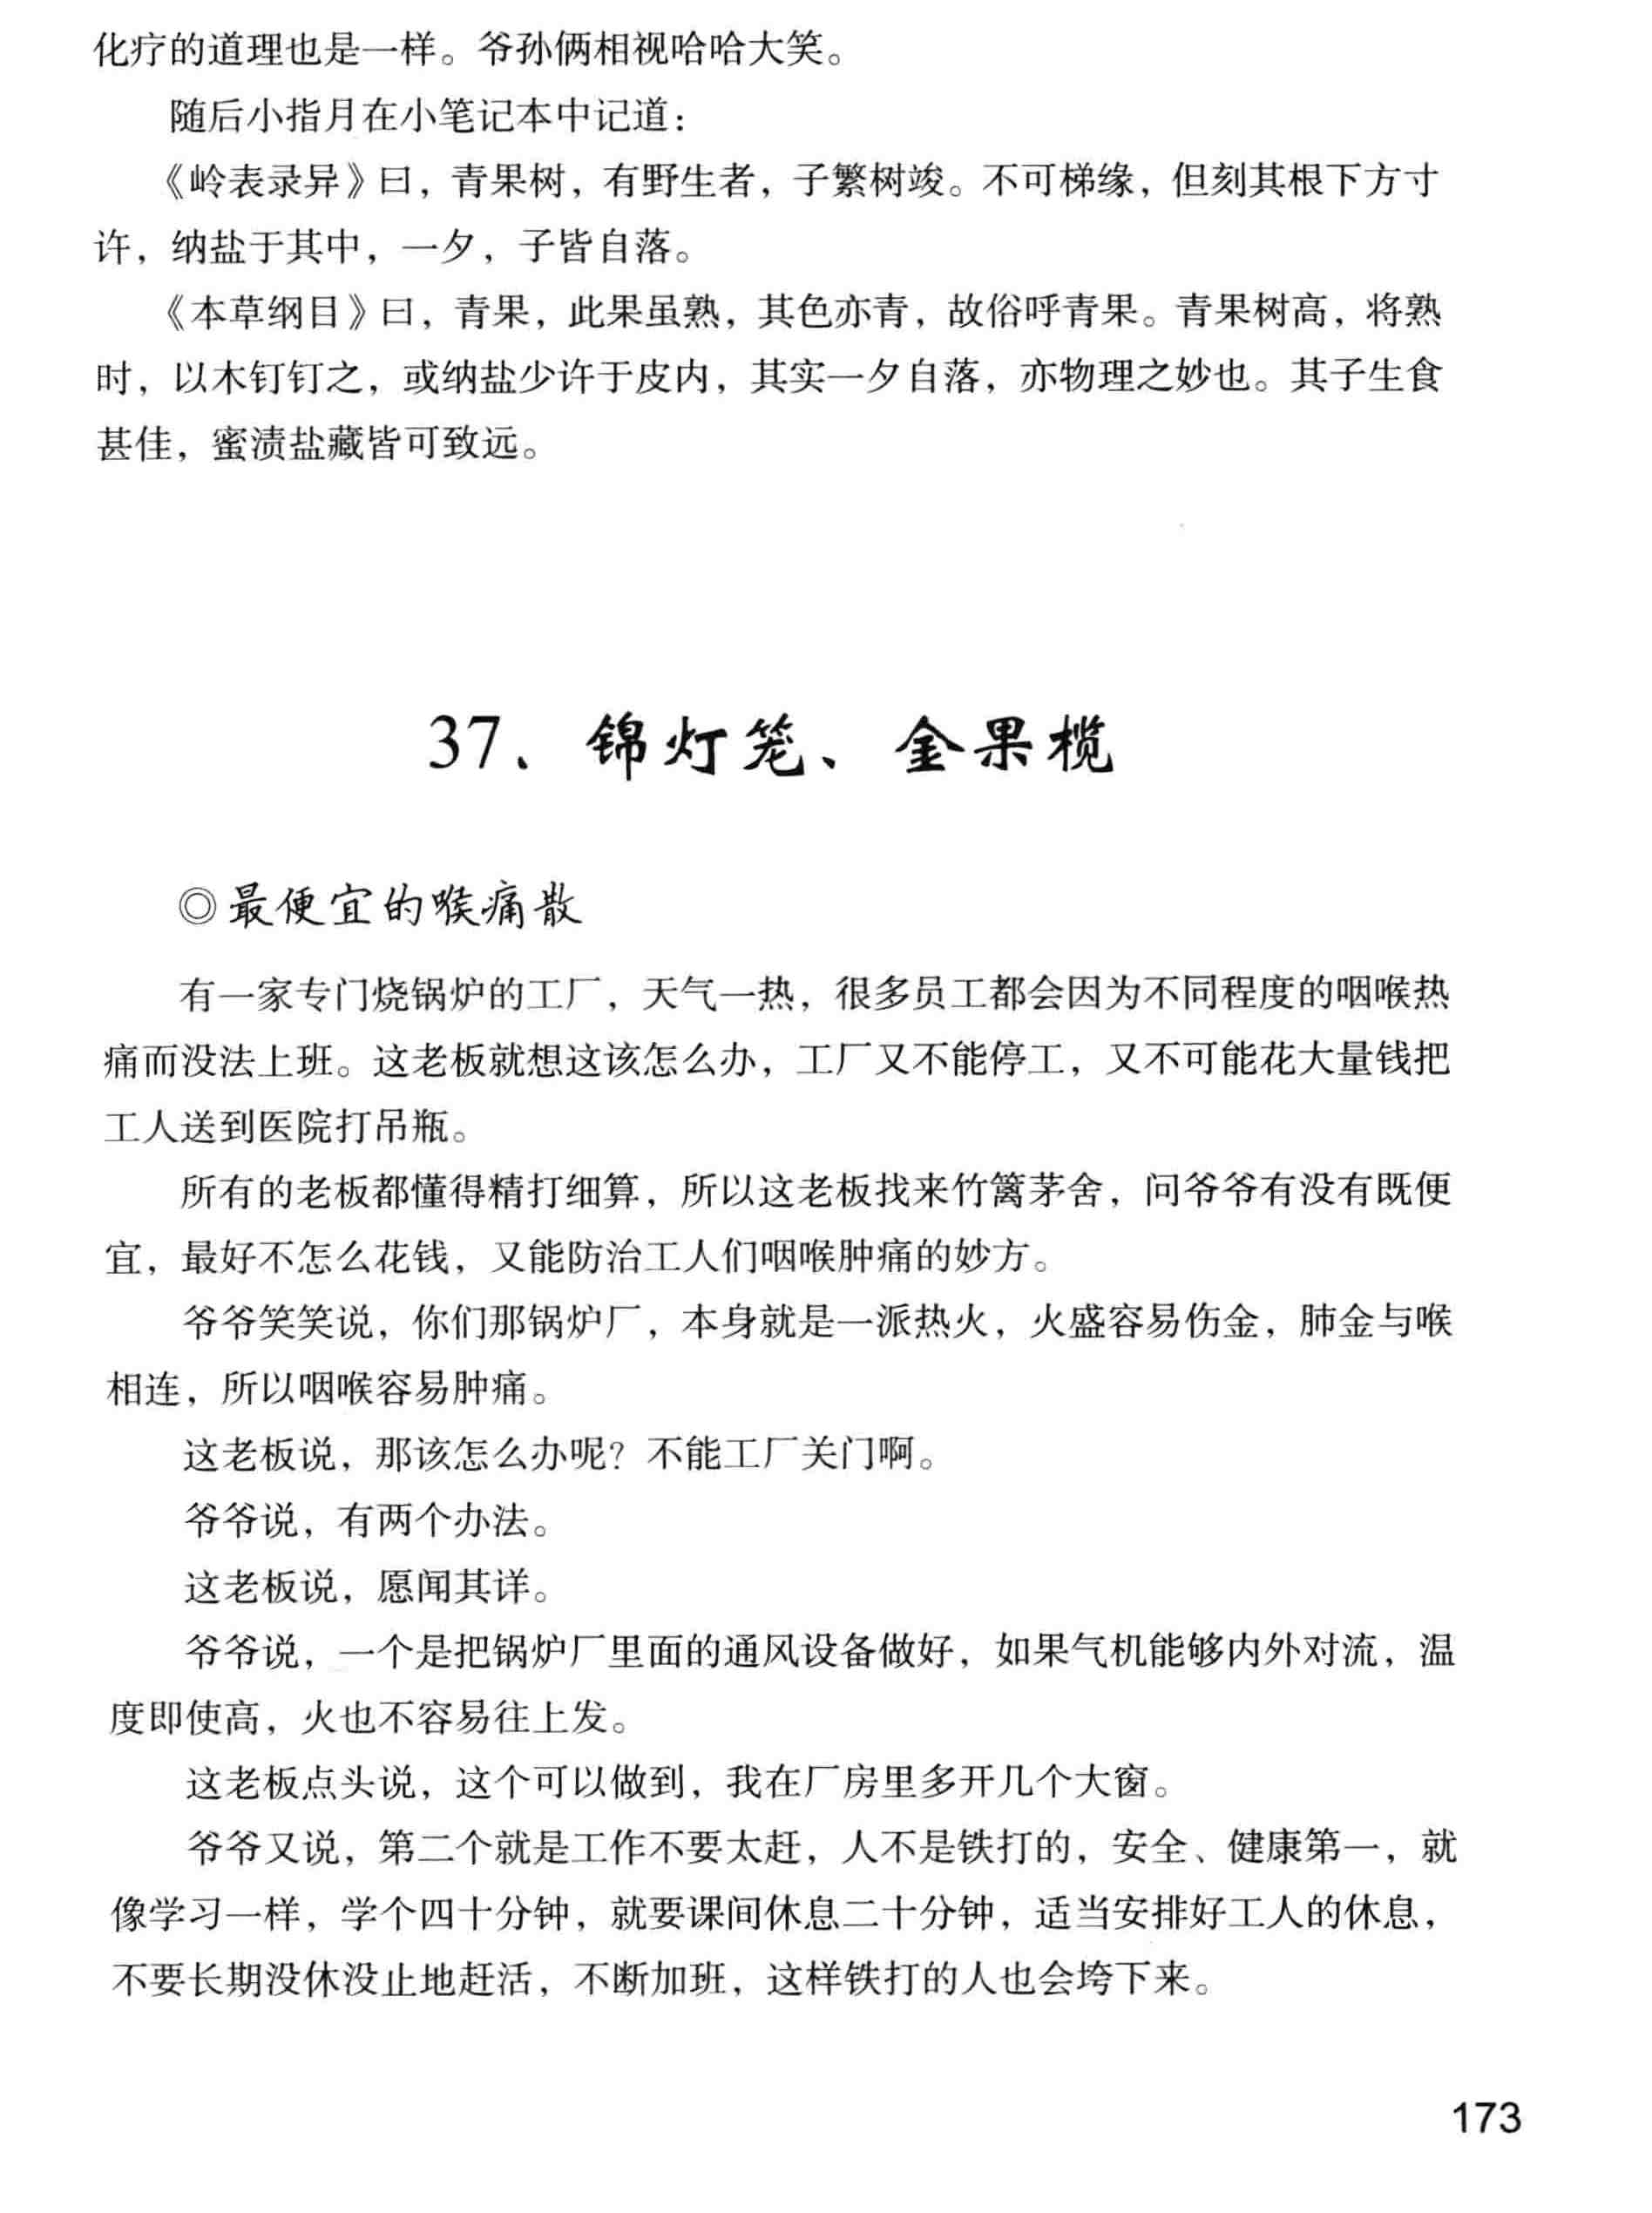 化疗的道理也是一样。爷孙俩相视哈哈大笑。
随后小指月在小笔记本中记道：
《岭表录异》曰，青果树，有野生者，子繁树竣。不可梯缘，但刻其根下方寸
许，纳盐于其中，一夕，子皆自落。
《本草纲目》曰，青果，此果虽熟，其色亦青，故俗呼青果。青果树高，将熟
时，以木钉钉之，或纳盐少许于皮内，其实一夕自落，亦物理之妙也。其子生食
甚佳，蜜渍盐藏皆可致远。
37、锦灯笼、金果榄
◎最便宜的喉痛散
有一家专门烧锅炉的工厂，天气一热，很多员工都会因为不同程度的咽喉热
痛而没法上班。这老板就想这该怎么办，工厂又不能停工，又不可能花大量钱把
工人送到医院打吊瓶。
所有的老板都懂得精打细算，所以这老板找来竹篱茅舍，问爷爷有没有既便
宜，最好不怎么花钱，又能防治工人们咽喉肿痛的妙方。
爷爷笑笑说，你们那锅炉厂，本身就是一派热火，火盛容易伤金，肺金与喉
相连，所以咽喉容易肿痛。
这老板说，那该怎么办呢？不能工厂关门啊。
爷爷说，有两个办法。
这老板说，愿闻其详。
爷爷说，一个是把锅炉厂里面的通风设备做好，如果气机能够内外对流，温
度即使高，火也不容易往上发。
这老板点头说，这个可以做到，我在厂房里多开几个大窗。
爷爷又说，第二个就是工作不要太赶，人不是铁打的，安全、健康第一，就
像学习一样，学个四十分钟，就要课间休息二十分钟，适当安排好工人的休息，
不要长期没休没止地赶活，不断加班，这样铁打的人也会垮下来。
173